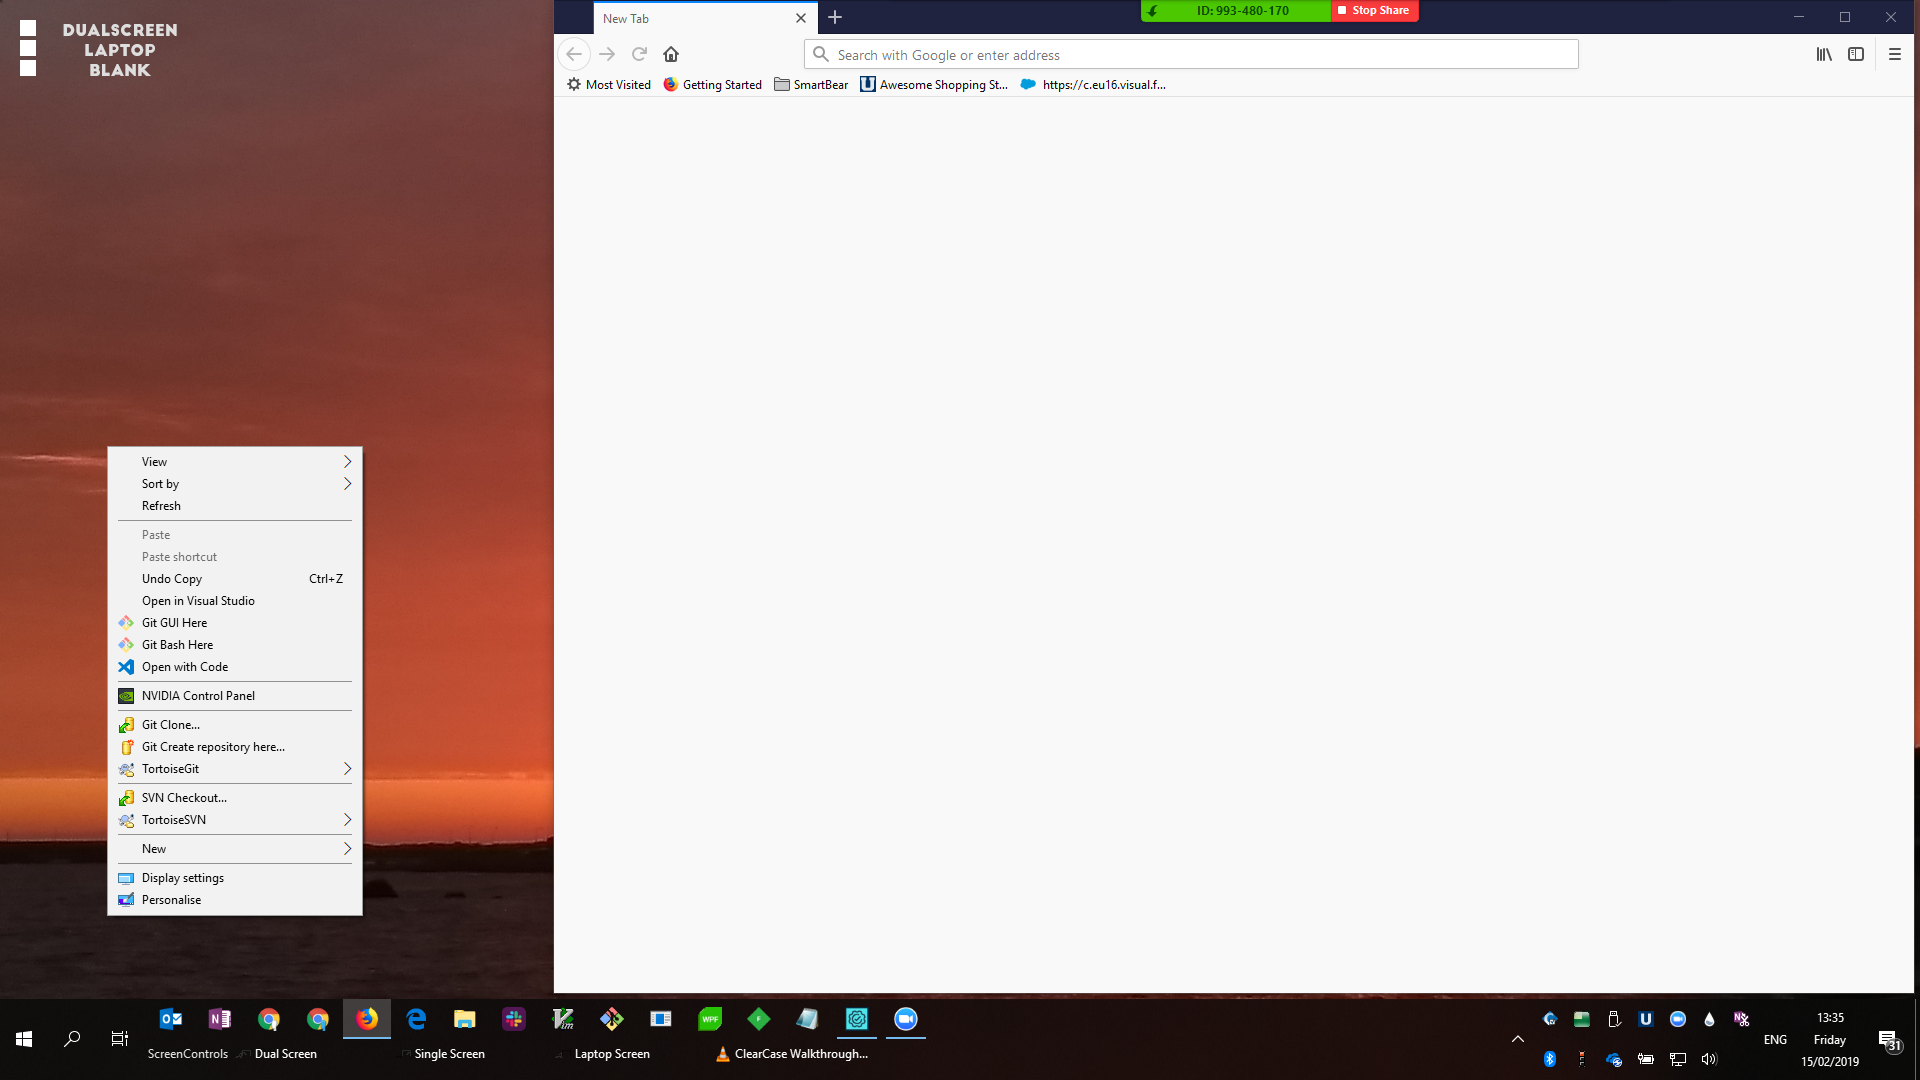 DUALSCREEN
LAPTOP
BLANK
New Tab
ID: 993-480-170
Stop Share
Search with Google or enter address
Most Visited
Getting Started
SmartBear
Awesome Shopping St...
https://c.eu16.visual.f...
View
Sort by
Refresh
Paste
Paste shortcut
Undo Copy Ctrl+Z
Open in Visual Studio
Git GUI Here
Git Bash Here
Open with Code
NVIDIA Control Panel
Git Clone...
Git Create repository here...
TortoiseGit
SVN Checkout...
TortoiseSVN
New
Display settings
Personalise
WPF
F
Vim
ScreenControls
Dual Screen
Single Screen
Laptop Screen
ClearCase Walkthrough...
ENG
13:35
Friday
15/02/2019
31